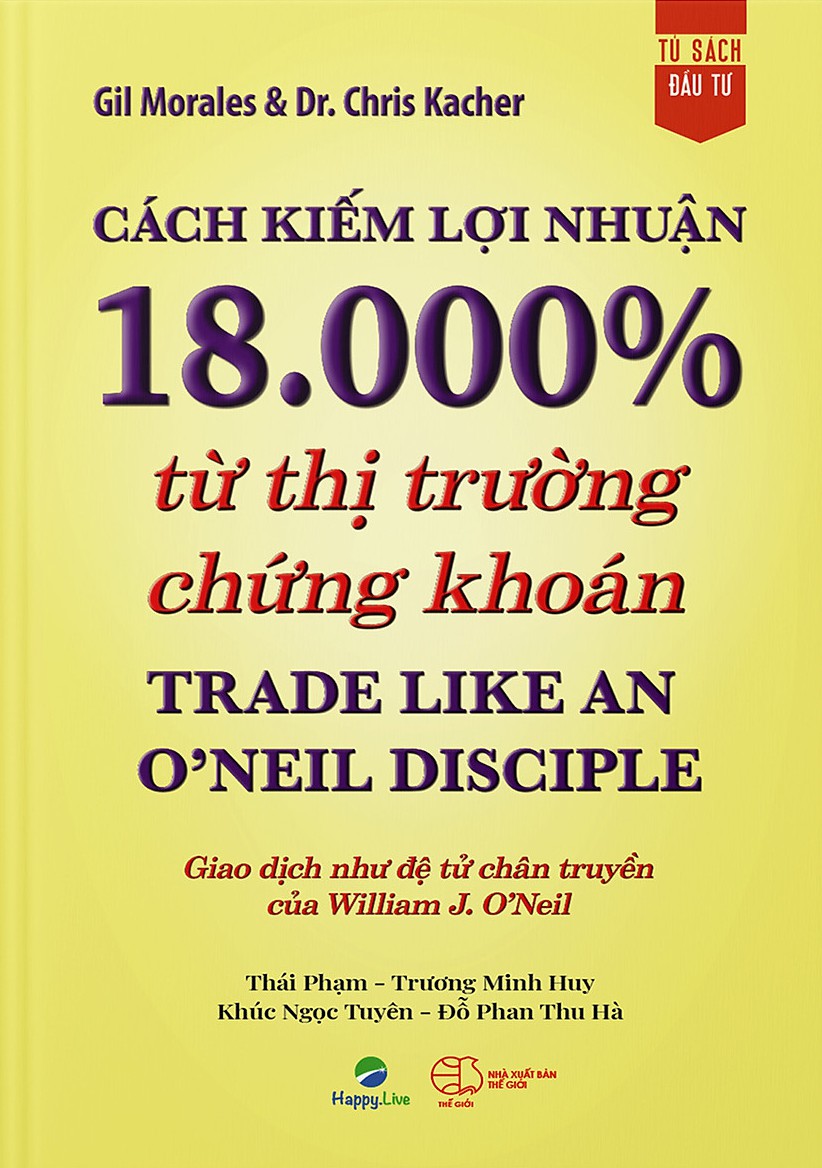 TỦ SÁCH
ĐẦU TƯ
Gil Morales & Dr. Chris Kacher
CÁCH KIẾM LỢI NHUẬN
18.000%
từ thị trường
chứng khoán
TRADE LIKE AN
O'NEIL DISCIPLE
Giao dịch như đệ tử chân truyền
của William J. O'Neil
Thái Phạm - Trương Minh Huy
Khúc Ngọc Tuyên - Đỗ Phan Thu Hà
Happy.Live
THẾ GIỚI
NHÀ XUẤT BẢN
THẾ GIỚI